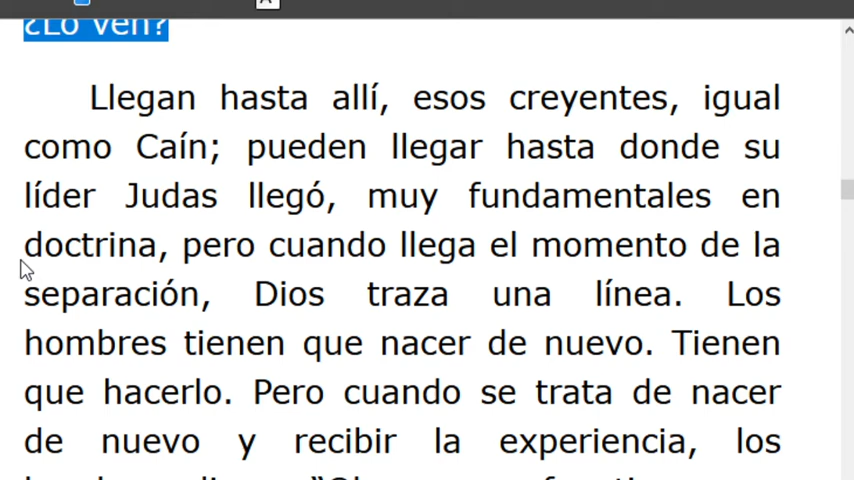 ¿Lo ven?
Llegan hasta allí, esos creyentes, igual
como Caín; pueden llegar hasta donde su
líder Judas llegó, muy fundamentales en
doctrina, pero cuando llega el momento de la
separación, Dios traza una línea. Los
hombres tienen que nacer de nuevo. Tienen
que hacerlo. Pero cuando se trata de nacer
de nuevo y recibir la experiencia, los